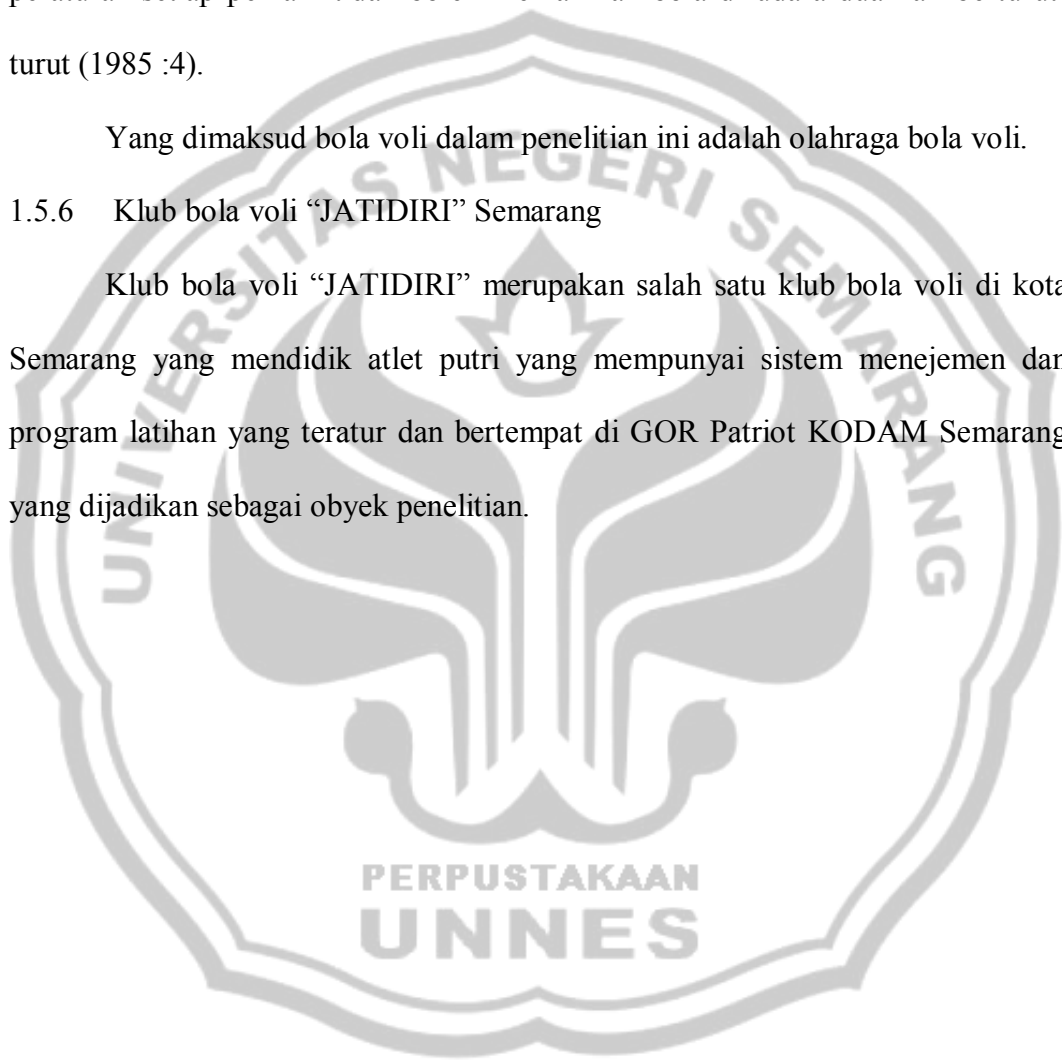 turut (1985 :4).
Yang dimaksud bola voli dalam penelitian ini adalah olahraga bola voli.
1.5.6 Klub bola voli “JATIDIRI” Semarang
Klub bola voli “JATIDIRI” merupakan salah satu klub bola voli di kota
Semarang yang mendidik atlet putri yang mempunyai sistem menejemen dan
program latihan yang teratur dan bertempat di GOR Patriot KODAM Semarang
yang dijadikan sebagai obyek penelitian.
UNIVERSITAS NEGERI SEMARANG
PERPUSTAKAAN
UNNES